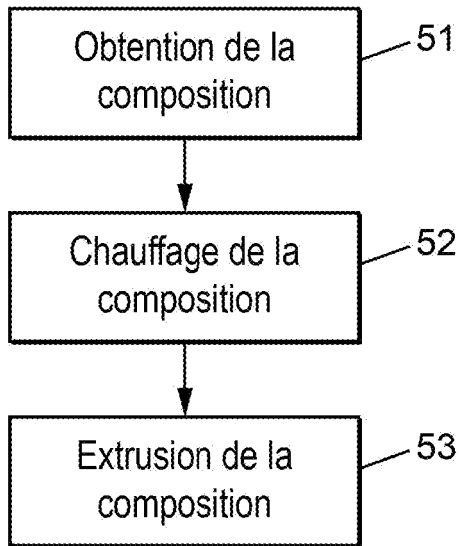 Obtention de la
composition
51
Chauffage de la
composition
52
Extrusion de la
composition
53